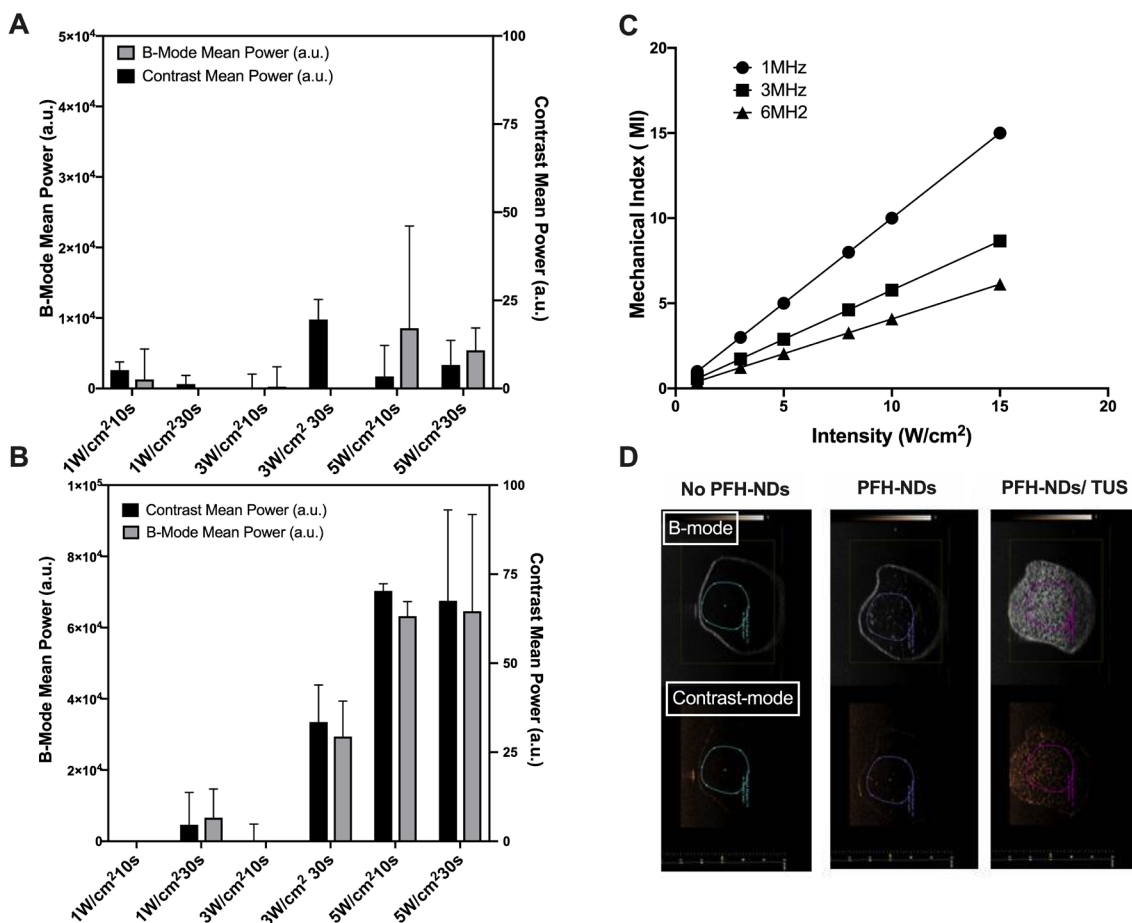 A
B-Mode Mean Power (a.u.)
Contrast Mean Power (a.u.)
5×10⁴
4×10⁴
3×10⁴
2×10⁴
1×10⁴
0
B-Mode Mean Power (a.u.)
100
75
50
25
0
Contrast Mean Power (a.u.)
1W/cm²10s
1W/cm²30s
3W/cm²10s
3W/cm² 30s
5W/cm²10s
5W/cm²30s
B
Contrast Mean Power (a.u.)
B-Mode Mean Power (a.u.)
1×10⁵
8×10⁴
6×10⁴
4×10⁴
2×10⁴
0
B-Mode Mean Power (a.u.)
100
75
50
25
0
Contrast Mean Power (a.u.)
1W/cm²10s
1W/cm²30s
3W/cm²10s
3W/cm² 30s
5W/cm²10s
5W/cm²30s
C
1MHz
3MHz
6MH2
20
15
10
5
0
Mechanical Index ( MI)
0
5
10
15
20
Intensity (W/cm²)
D
No PFH-NDs
PFH-NDs
PFH-NDs/ TUS
B-mode
Contrast-mode